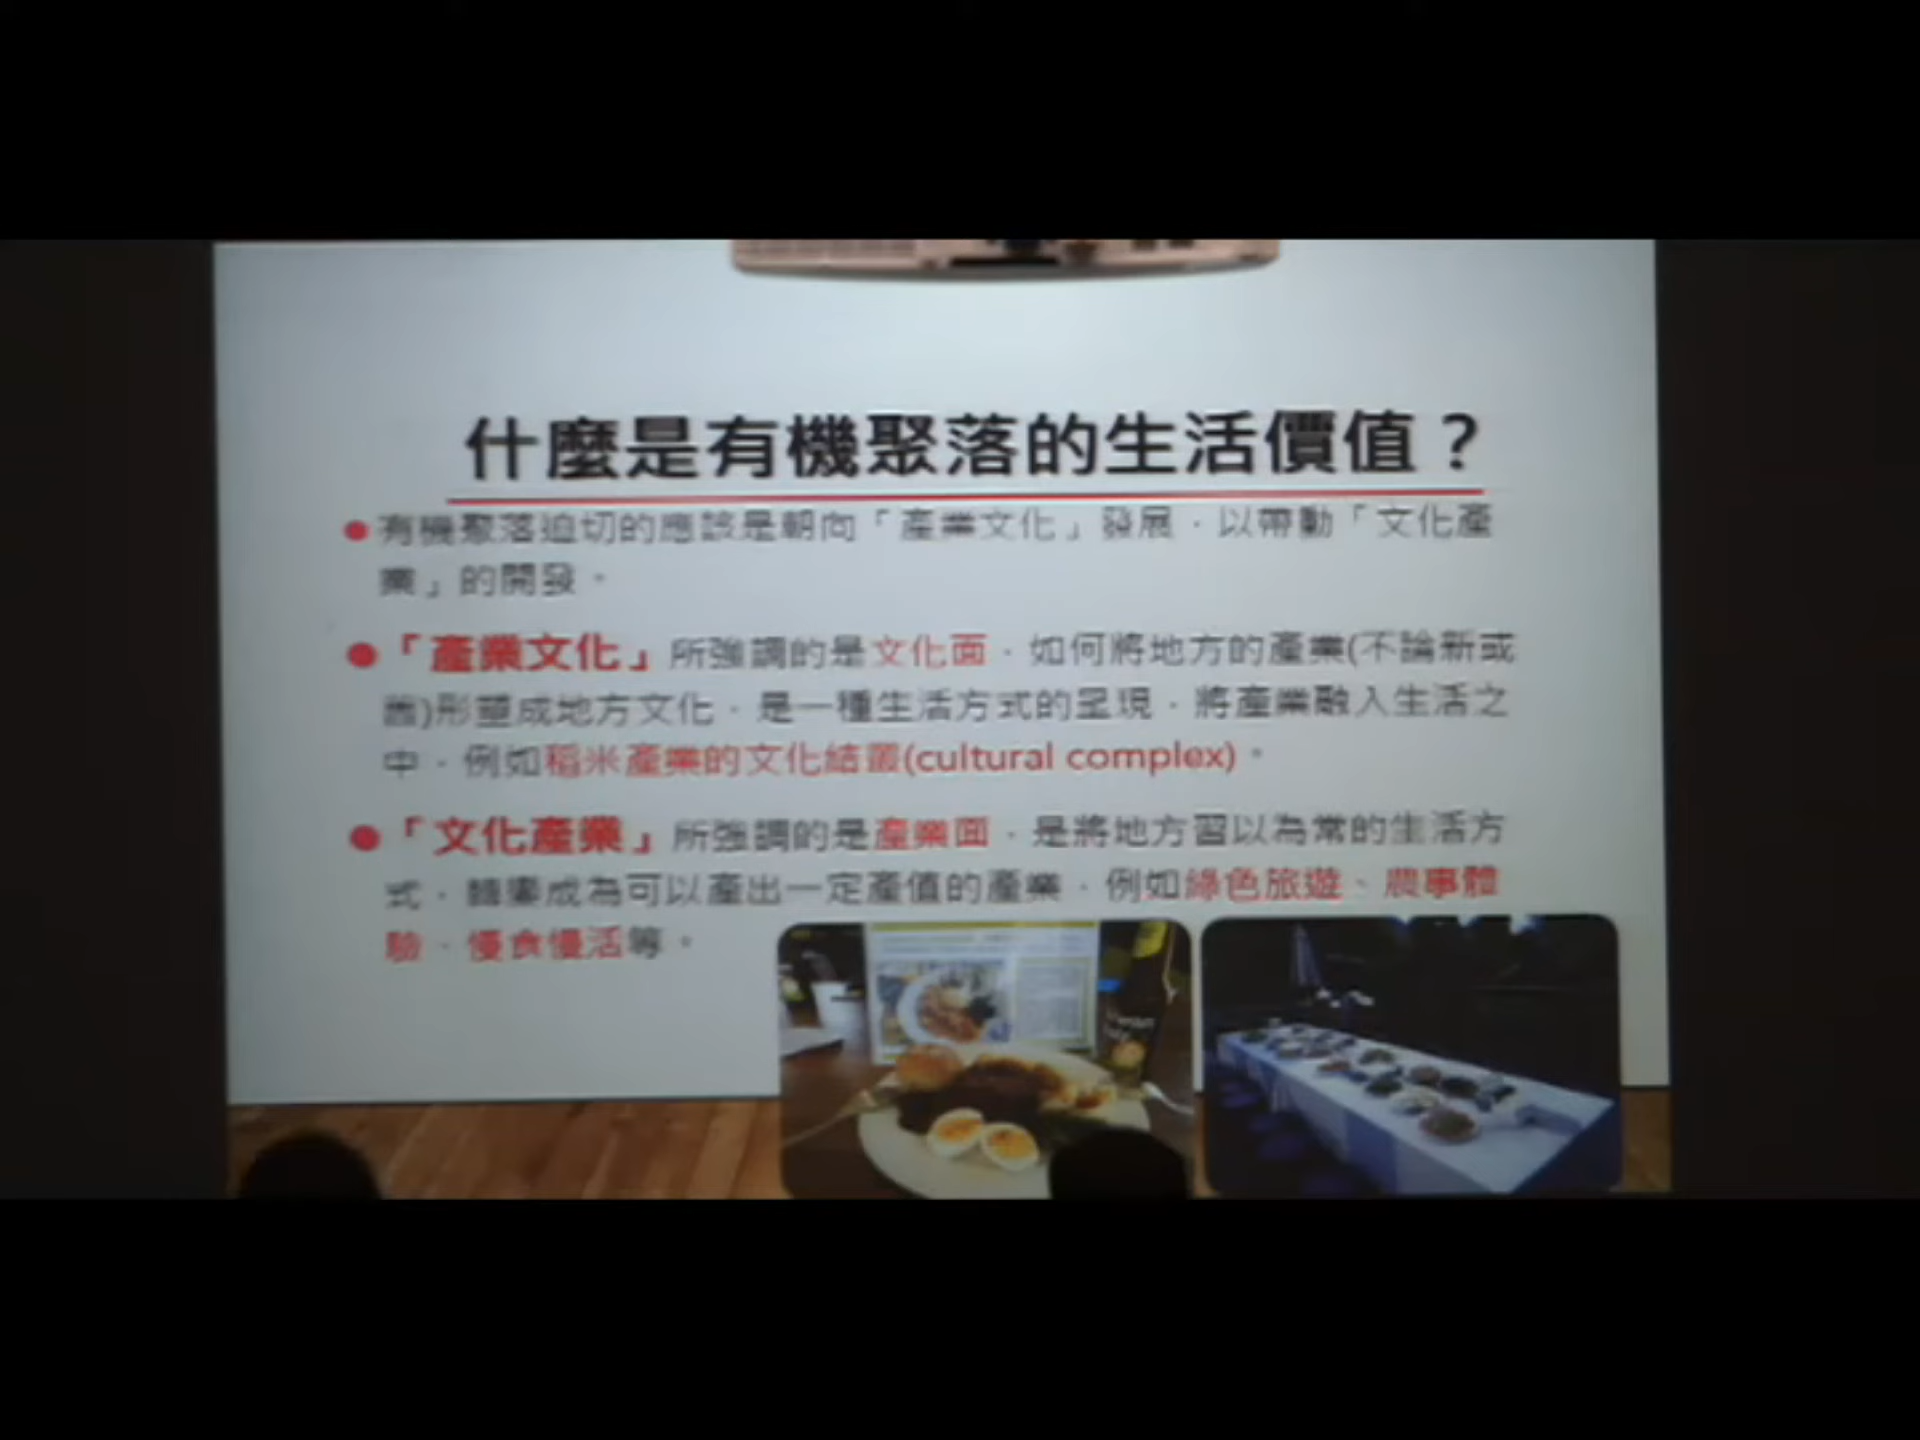 什麼是有機聚落的生活價值？
●有機聚落迫切的應該是朝向「產業文化」發展，以帶動「文化產
業」的開發。
●「產業文化」所強調的是文化面，如何將地方的產業(不論新或
舊)形塑成地方文化，是一種生活方式的呈現，將產業融入生活之
中，例如稻米產業的文化結叢(cultural complex)。
●「文化產業」所強調的是產業面，是將地方習以為常的生活方
式，轉變成為可以產出一定產值的產業，例如綠色旅遊、農事體
驗、慢食慢活等。